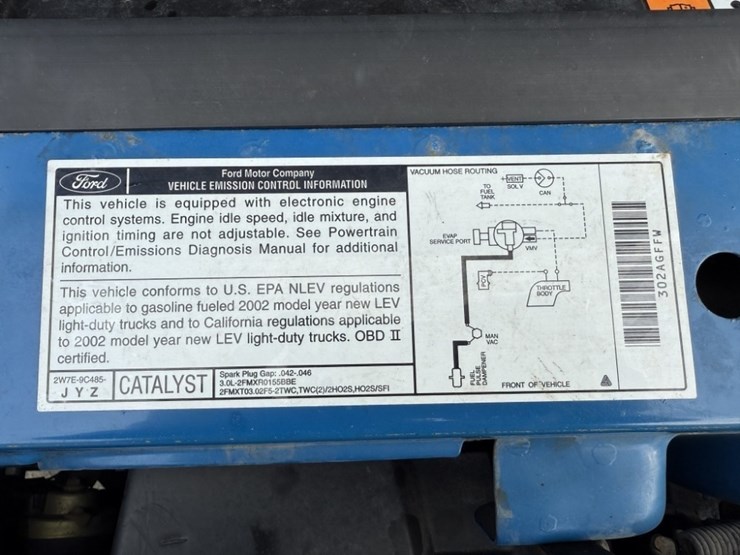 Ford
Ford Motor Company
VEHICLE EMISSION CONTROL INFORMATION
This vehicle is equipped with electronic engine
control systems. Engine idle speed, idle mixture, and
ignition timing are not adjustable. See Powertrain
Control/Emissions Diagnosis Manual for additional
information.
This vehicle conforms to U.S. EPA NLEV regulations
applicable to gasoline fueled 2002 model year new LEV
light-duty trucks and to California regulations applicable
to 2002 model year new LEV light-duty trucks. OBD II
certified.
2W7E-9C485-
J Y Z
CATALYST
Spark Plug Gap: .042-.046
3.0L-2FMXR0155BBE
2FMXT03.02F5-2TWC,TWC(2)/2HO2S,HO2S/SFI
VACUUM HOSE ROUTING
VENT
SOL V
CAN
TO
FUEL
TANK
EVAP
SERVICE PORT
VMV
PCV
THROTTLE
BODY
MAN
VAC
FUEL
PULSE
DAMPENER
FRONT OF VEHICLE
302AGFFW